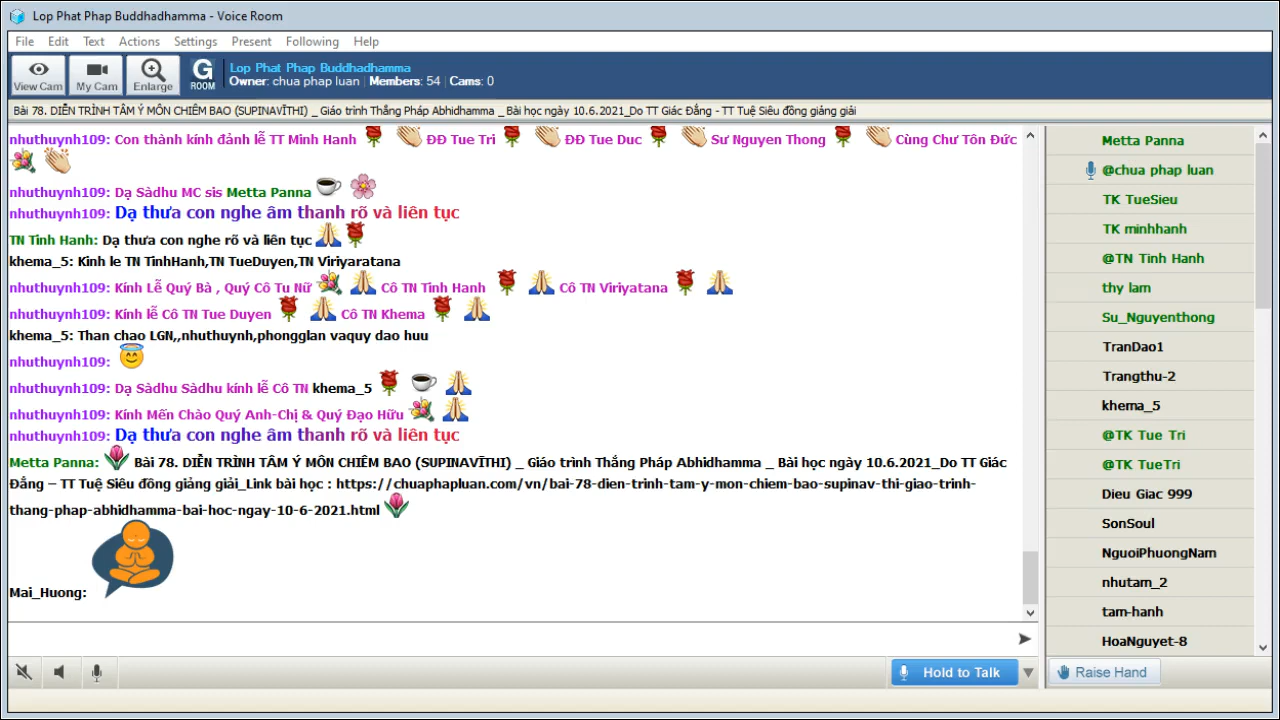 Lop Phat Phap Buddhadhamma - Voice Room
File Edit Text Actions Settings Present Following Help
View Cam My Cam Enlarge G ROOM
Lop Phat Phap Buddhadhamma
Owner: chua phap luan Members: 54 Cams: 0
Bài 78. DIỄN TRÌNH TÂM Ý MÔN CHIÊM BAO (SUPINAVĪTHI) _ Giáo trình Thắng Pháp Abhidhamma _ Bài học ngày 10.6.2021_Do TT Giác Đẳng - TT Tuệ Siêu đồng giảng giải
nhuthuynh109: Con thành kính đảnh lễ TT Minh Hanh ĐĐ Tue Tri ĐĐ Tue Duc Sư Nguyen Thong Cùng Chư Tôn Đức
nhuthuynh109: Dạ Sàdhu MC sis Metta Panna
nhuthuynh109: Dạ thưa con nghe âm thanh rõ và liên tục
TN Tinh Hanh: Dạ thưa con nghe rõ và liên tục
khema_5: Kinh le TN TinhHanh,TN TueDuyen,TN Viriyaratana
nhuthuynh109: Kính Lễ Quý Bà , Quý Cô Tu Nữ Cô TN Tinh Hanh Cô TN Viriyatana
nhuthuynh109: Kính lễ Cô TN Tue Duyen Cô TN Khema
khema_5: Than chao LGN,,nhuthuynh,phongglan vaquy dao huu
nhuthuynh109:
nhuthuynh109: Dạ Sàdhu Sàdhu kính lễ Cô TN khema_5
nhuthuynh109: Kính Mến Chào Quý Anh-Chị & Quý Đạo Hữu
nhuthuynh109: Dạ thưa con nghe âm thanh rõ và liên tục
Metta Panna: Bài 78. DIỄN TRÌNH TÂM Ý MÔN CHIÊM BAO (SUPINAVĪTHI) _ Giáo trình Thắng Pháp Abhidhamma _ Bài học ngày 10.6.2021_Do TT Giác
Đẳng – TT Tuệ Siêu đồng giảng giải_Link bài học : https://chuaphapluan.com/vn/bai-78-dien-trinh-tam-y-mon-chiem-bao-supinav-thi-giao-trinh-
thang-phap-abhidhamma-bai-hoc-ngay-10-6-2021.html
Mai_Huong:
Metta Panna
@chua phap luan
TK TueSieu
TK minhhanh
@TN Tinh Hanh
thy lam
Su_Nguyenthong
TranDao1
Trangthu-2
khema_5
@TK Tue Tri
@TK TueTri
Dieu Giac 999
SonSoul
NguoiPhuongNam
nhutam_2
tam-hanh
HoaNguyet-8
Hold to Talk
Raise Hand